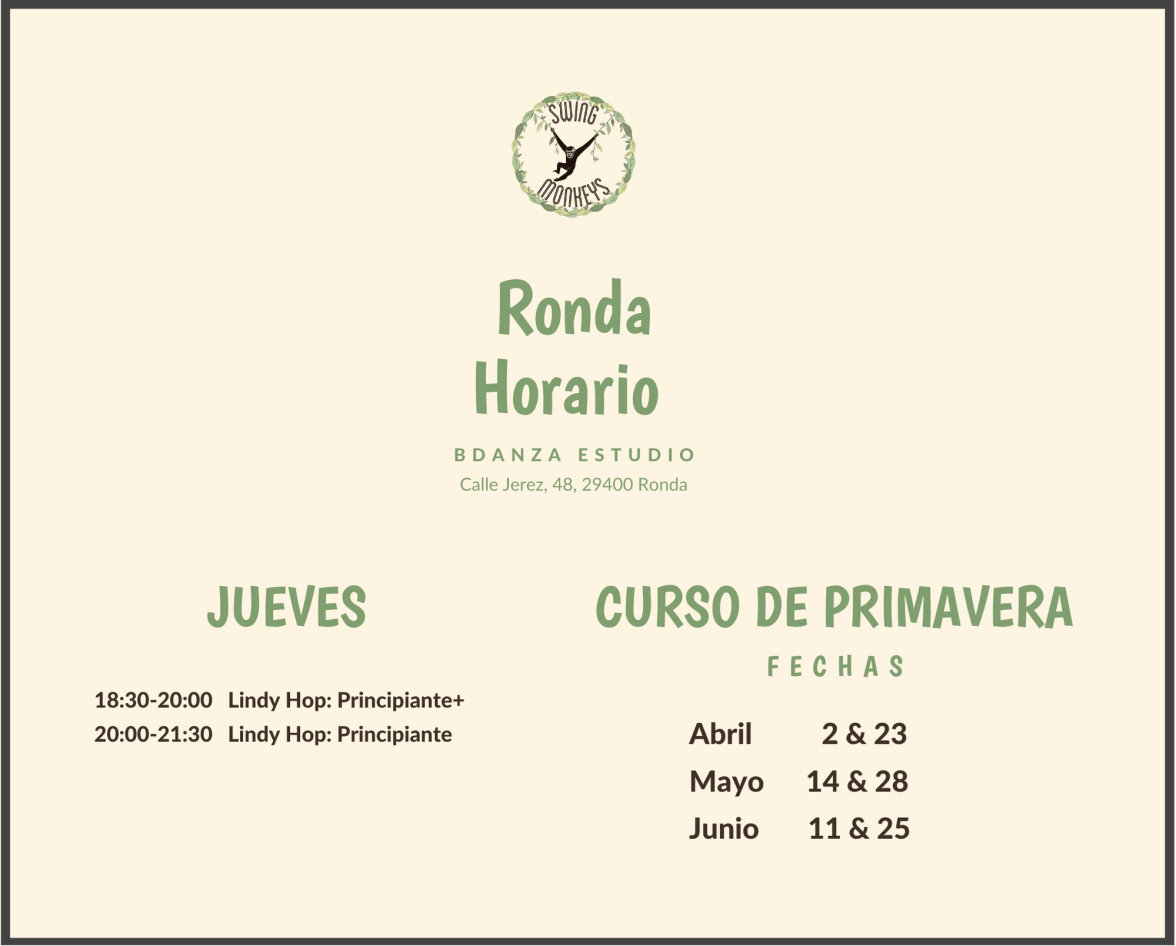 SWING
MONKEYS
Ronda
Horario
BDANZA ESTUDIO
Calle Jerez, 48, 29400 Ronda
JUEVES
18:30-20:00 Lindy Hop: Principiante+
20:00-21:30 Lindy Hop: Principiante
CURSO DE PRIMAVERA
FECHAS
Abril 2 & 23
Mayo 14 & 28
Junio 11 & 25